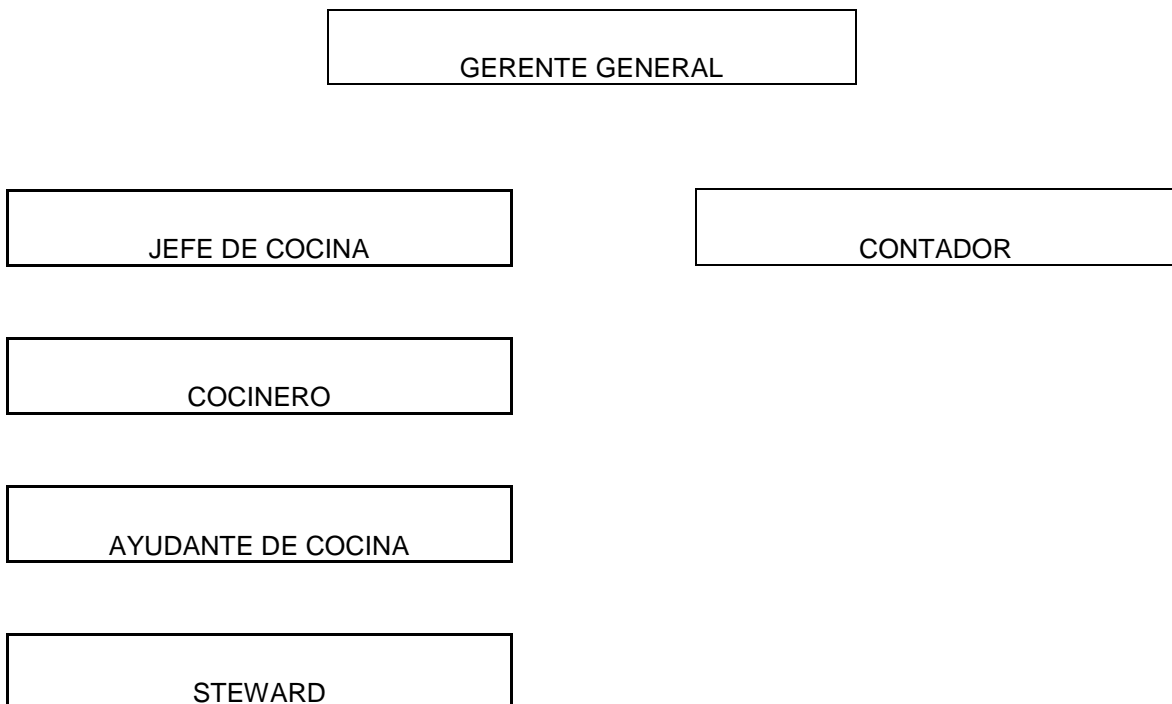 GERENTE GENERAL
JEFE DE COCINA
CONTADOR
COCINERO
AYUDANTE DE COCINA
STEWARD